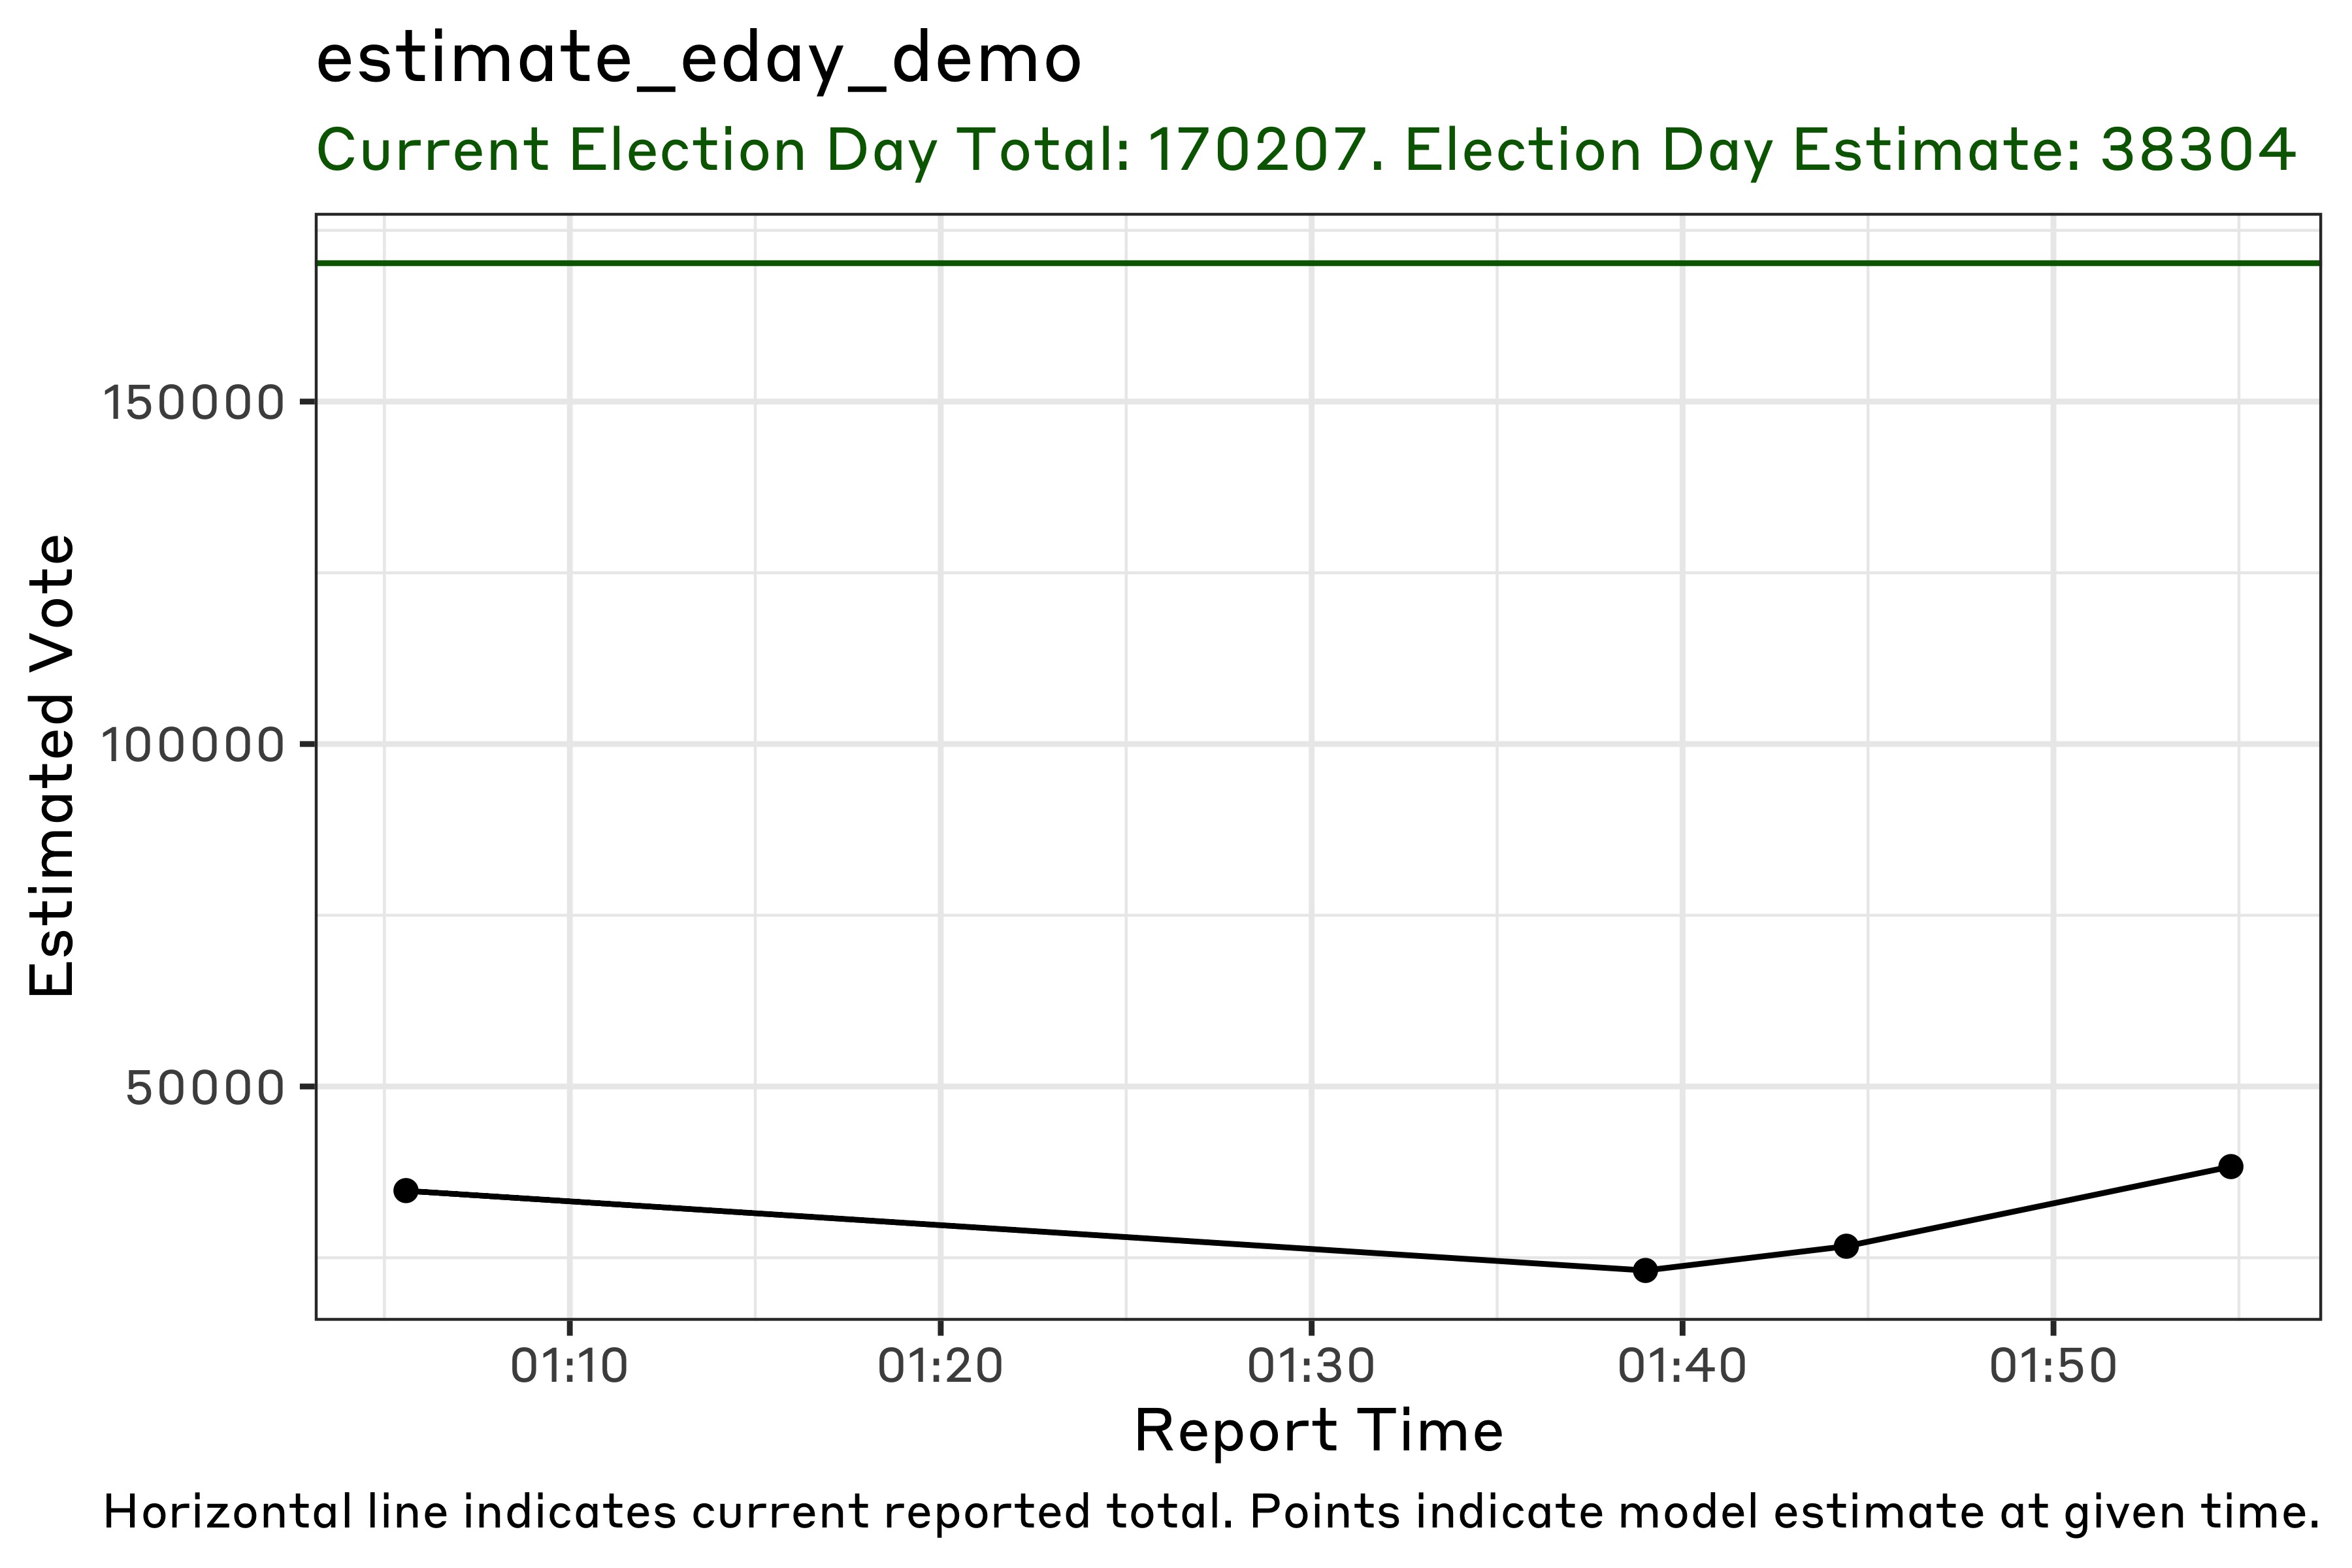 estimate_eday_demo
Current Election Day Total: 170207. Election Day Estimate: 38304
Estimated Vote
150000
100000
50000
01:10 01:20 01:30 01:40 01:50
Report Time
Horizontal line indicates current reported total. Points indicate model estimate at given time.